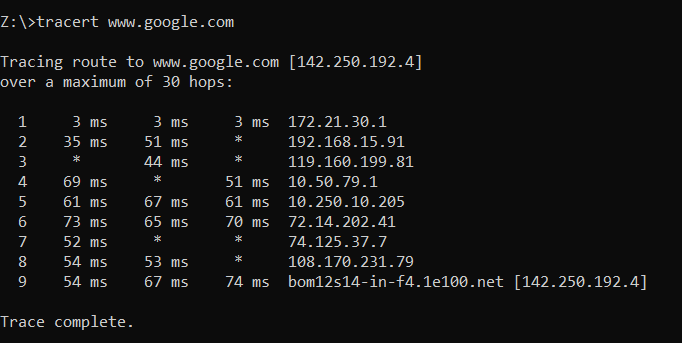 Z:\>tracert www.google.com
Tracing route to www.google.com [142.250.192.4]
over a maximum of 30 hops:
1 3 ms 3 ms 3 ms 172.21.30.1
2 35 ms 51 ms * 192.168.15.91
3 * 44 ms * 119.160.199.81
4 69 ms * 51 ms 10.50.79.1
5 61 ms 67 ms 61 ms 10.250.10.205
6 73 ms 65 ms 70 ms 72.14.202.41
7 52 ms * * 74.125.37.7
8 54 ms 53 ms * 108.170.231.79
9 54 ms 67 ms 74 ms bom12s14-in-f4.1e100.net [142.250.192.4]
Trace complete.